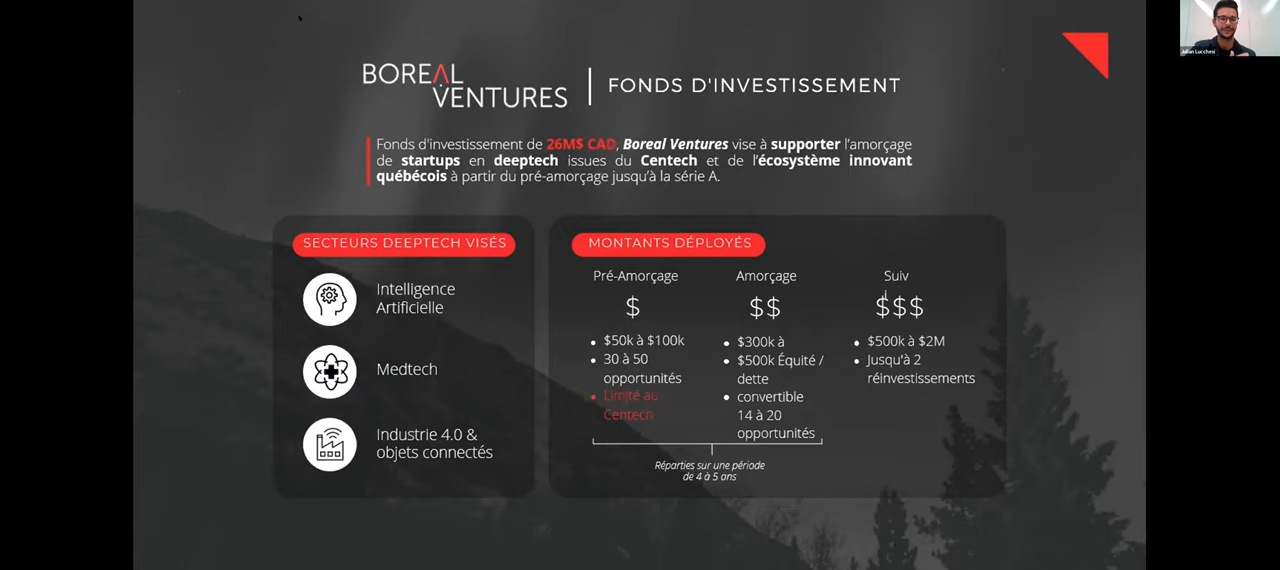 BOREAL
VENTURES
FONDS D'INVESTISSEMENT
Fonds d'investissement de 26M$ CAD, Boreal Ventures vise à supporter l'amorçage
de startups en deeptech issues du Centech et de l'écosystème innovant
québécois à partir du pré-amorçage jusqu'à la série A.
SECTEURS DEEPTECH VISÉS
Intelligence
Artificielle
Medtech
Industrie 4.0 &
objets connectés
MONTANTS DÉPLOYÉS
Pré-Amorçage
$
• $50k à $100k
• 30 à 50
opportunités
• Limité au
Centech
Amorçage
$$
• $300k à
• $500k Équité /
dette
• convertible
14 à 20
opportunités
Réparties sur une période
de 4 à 5 ans
Suiv
i
$$$
• $500k à $2M
• Jusqu'à 2
réinvestissements
Julian Lucchesi